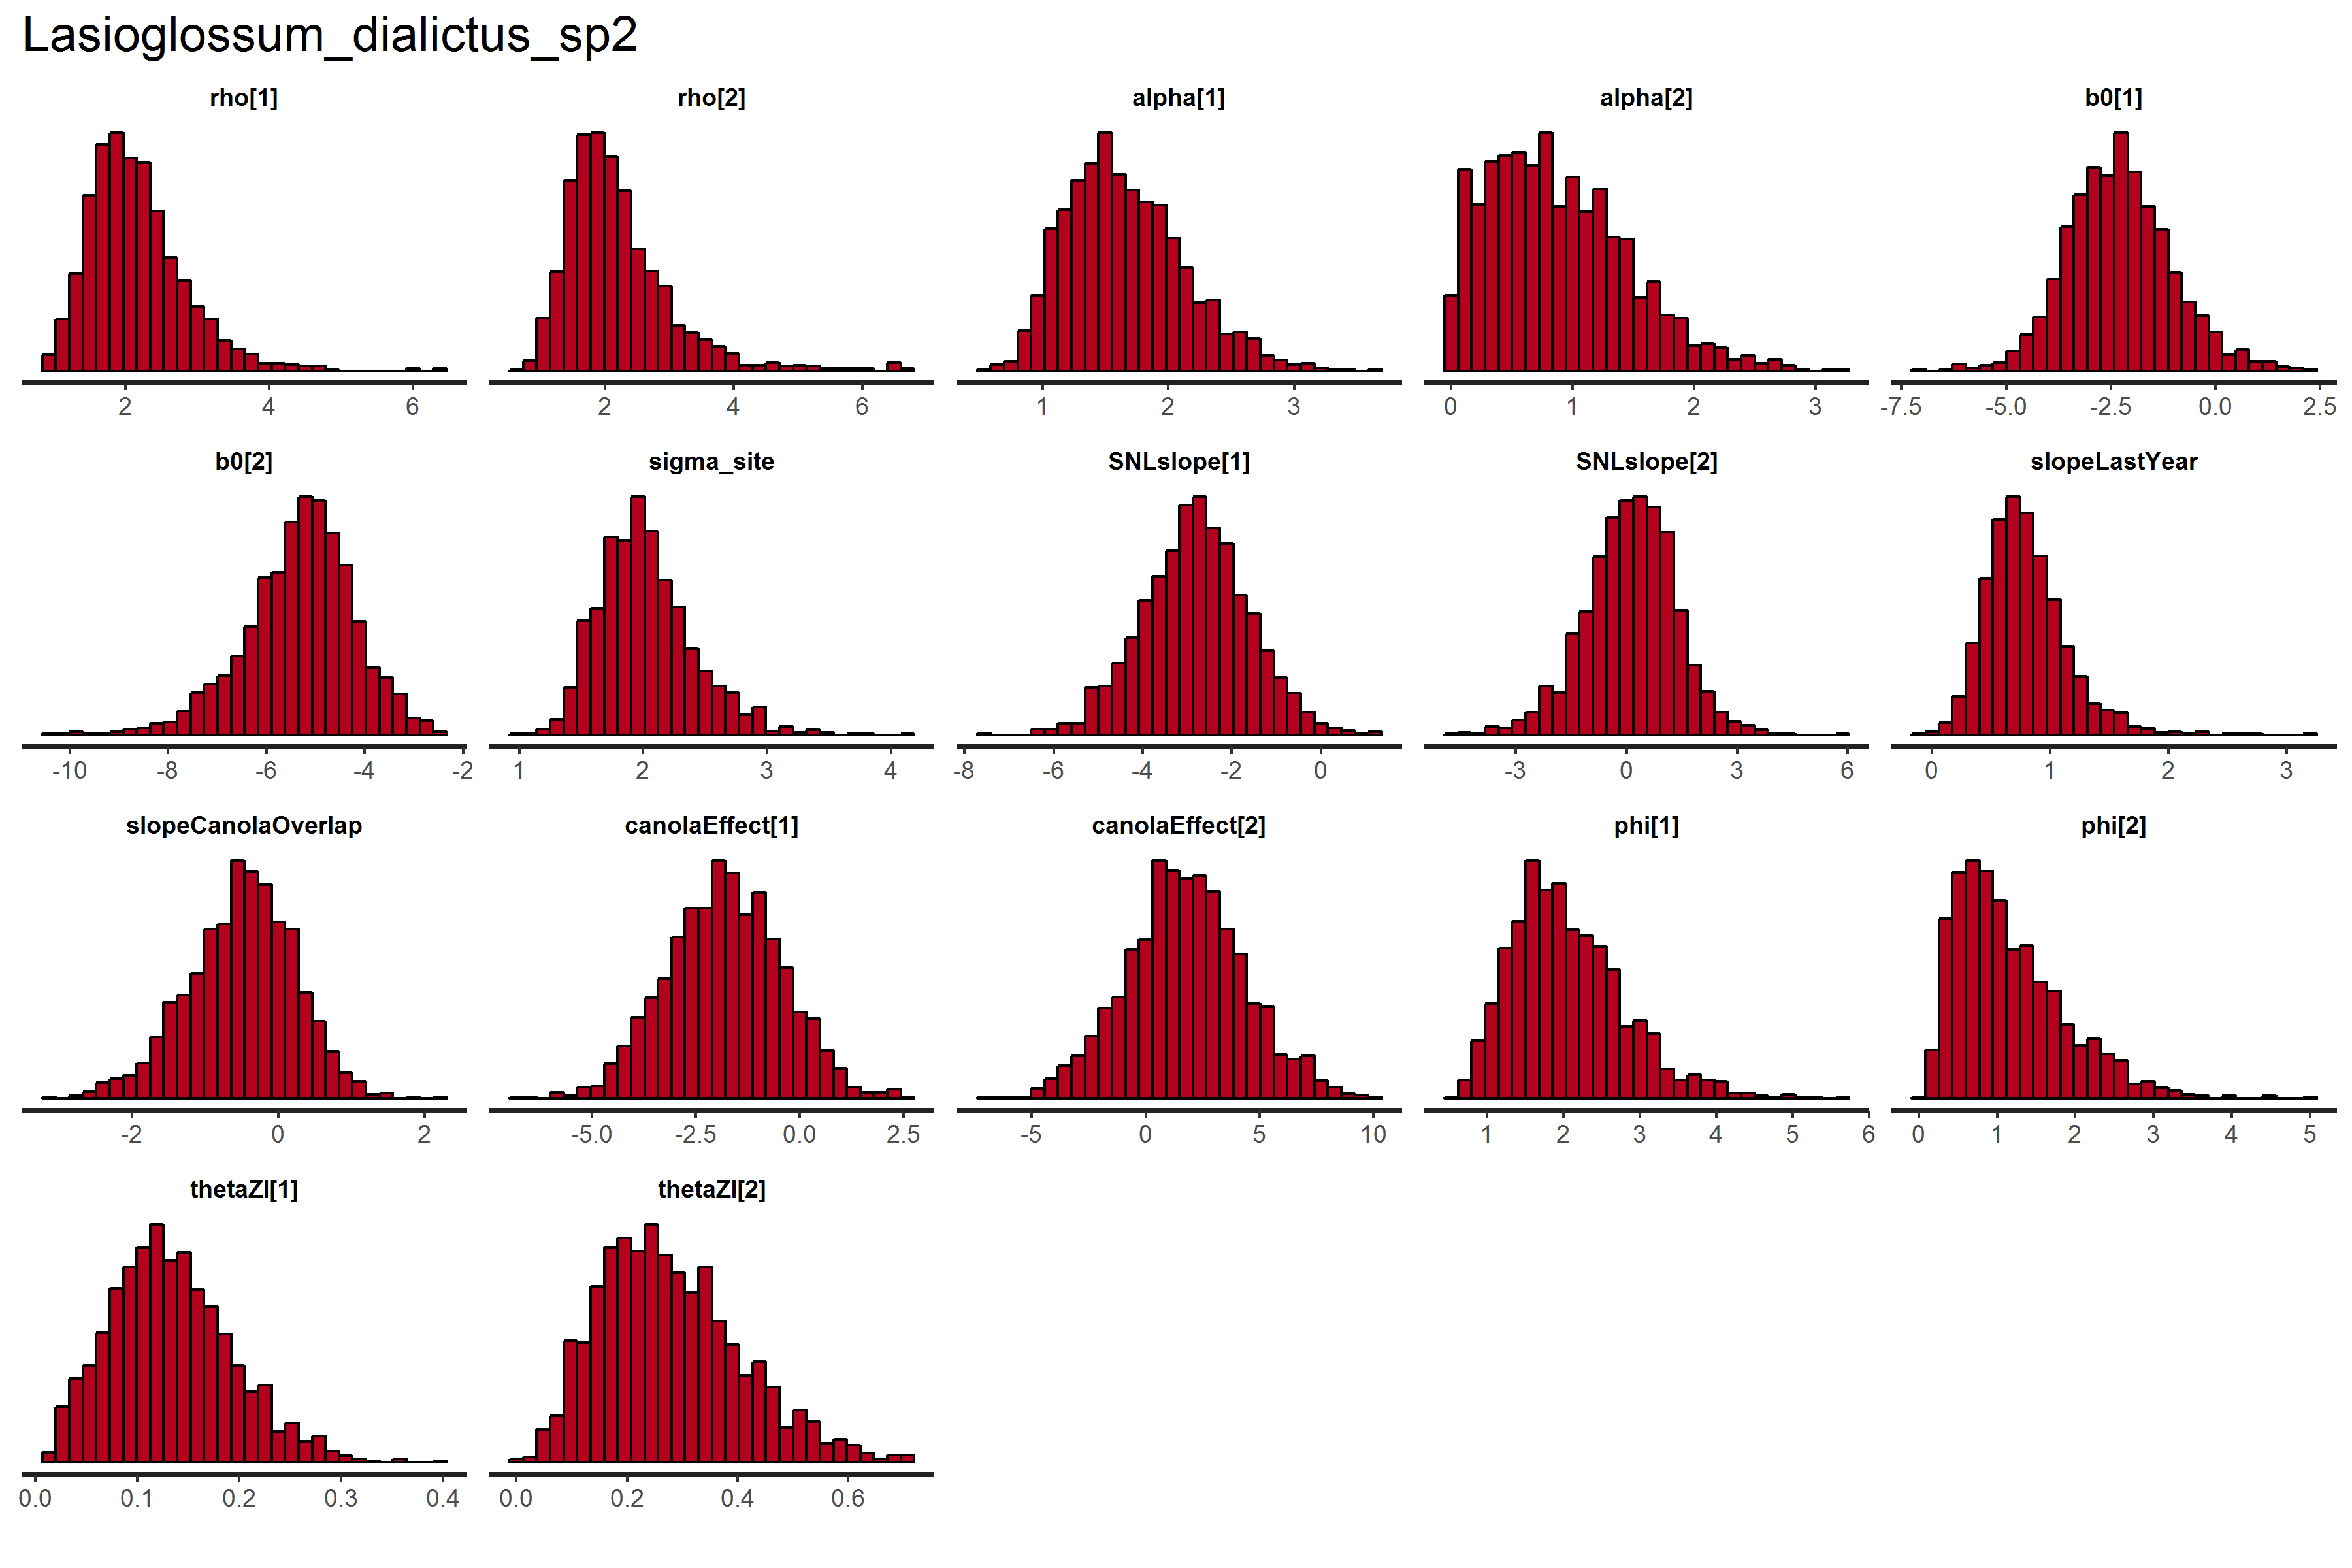 Lasioglossum_dialictus_sp2
rho[1] rho[2] alpha[1] alpha[2] b0[1]
2 4 6 2 4 6 1 2 3 0 1 2 3 -7.5 -5.0 -2.5 0.0 2.5
b0[2] sigma_site SNLslope[1] SNLslope[2] slopeLastYear
-10 -8 -6 -4 -2 1 2 3 4 -8 -6 -4 -2 0 -3 0 3 6 0 1 2 3
slopeCanolaOverlap canolaEffect[1] canolaEffect[2] phi[1] phi[2]
-2 0 2 -5.0 -2.5 0.0 2.5 -5 0 5 10 1 2 3 4 5 6 0 1 2 3 4 5
thetaZI[1] thetaZI[2]
0.0 0.1 0.2 0.3 0.4 0.0 0.2 0.4 0.6